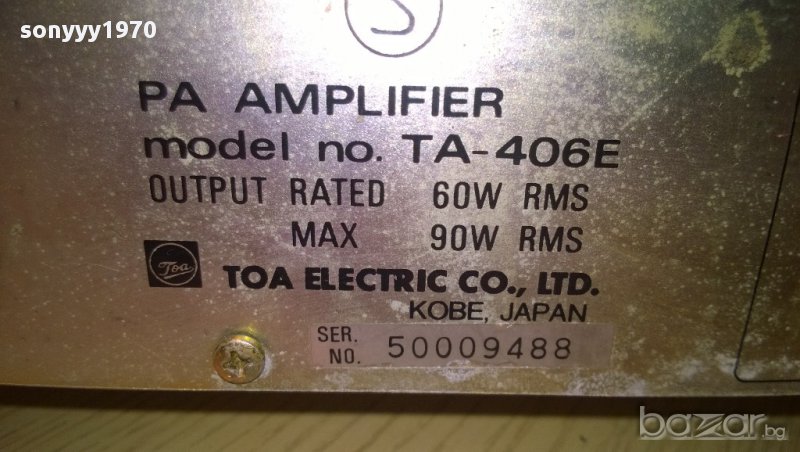 sonyyy1970
S
PA AMPLIFIER
model no. TA-406E
OUTPUT RATED 60W RMS
MAX 90W RMS
Toa TOA ELECTRIC CO., LTD.
KOBE, JAPAN
SER. NO. 50009488
bazar.bg